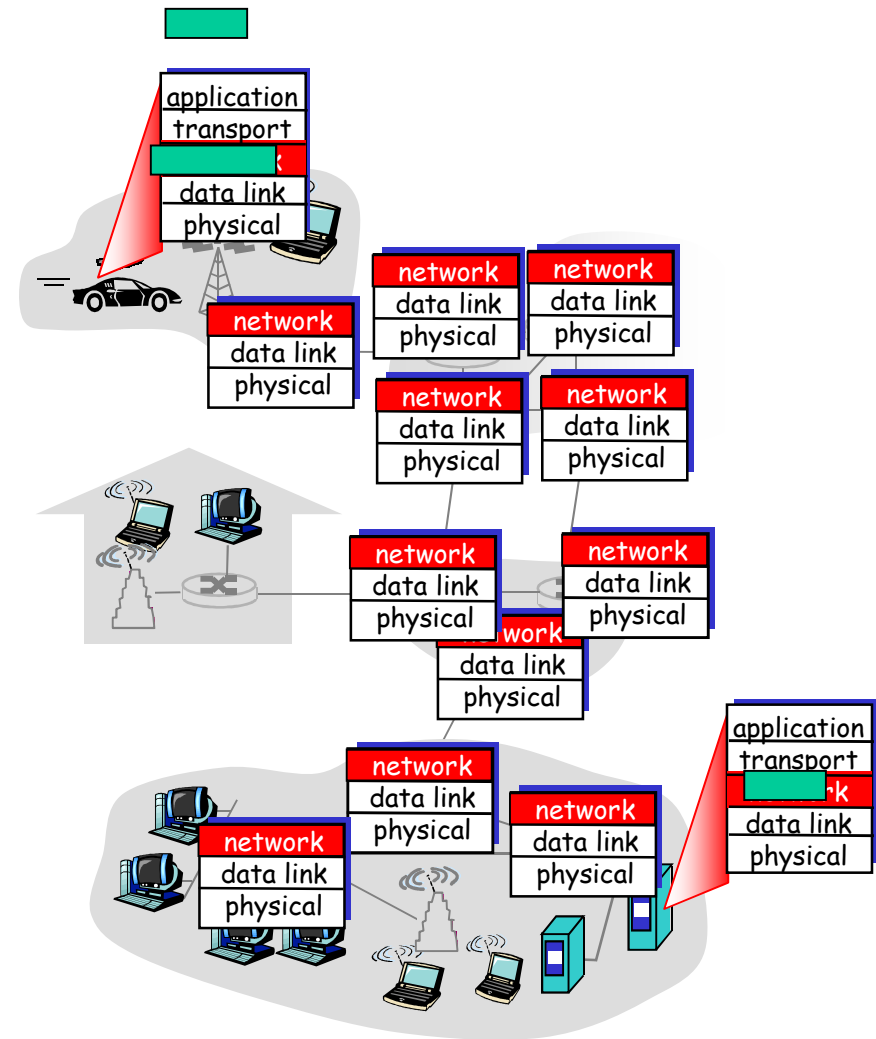 application
transport
data link
physical
network
data link
physical
network
data link
physical
network
data link
physical
network
data link
physical
network
data link
physical
network
data link
physical
network
data link
physical
data link
physical
application
transport
data link
physical
network
data link
physical
network
data link
physical
network
data link
physical